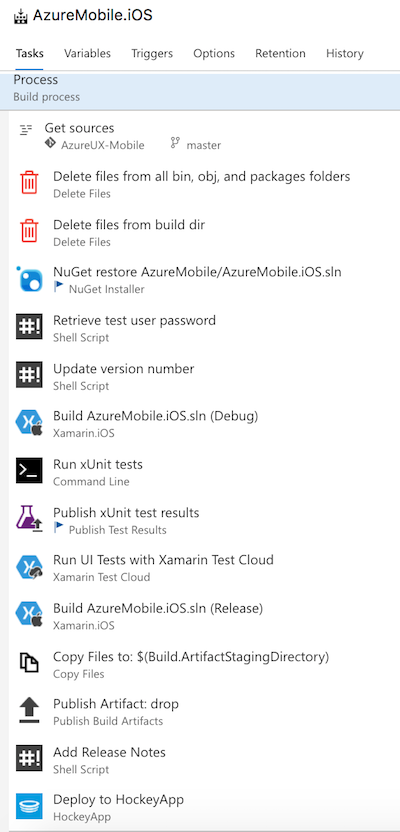 AzureMobile.iOS
Tasks Variables Triggers Options Retention History
Process
Build process
Get sources
AzureUX-Mobile master
Delete files from all bin, obj, and packages folders
Delete Files
Delete files from build dir
Delete Files
NuGet restore AzureMobile/AzureMobile.iOS.sln
NuGet Installer
#!
Retrieve test user password
Shell Script
#!
Update version number
Shell Script
Build AzureMobile.iOS.sln (Debug)
Xamarin.iOS
Run xUnit tests
Command Line
Publish xUnit test results
Publish Test Results
Run UI Tests with Xamarin Test Cloud
Xamarin Test Cloud
Build AzureMobile.iOS.sln (Release)
Xamarin.iOS
Copy Files to: $(Build.ArtifactStagingDirectory)
Copy Files
Publish Artifact: drop
Publish Build Artifacts
#!
Add Release Notes
Shell Script
Deploy to HockeyApp
HockeyApp